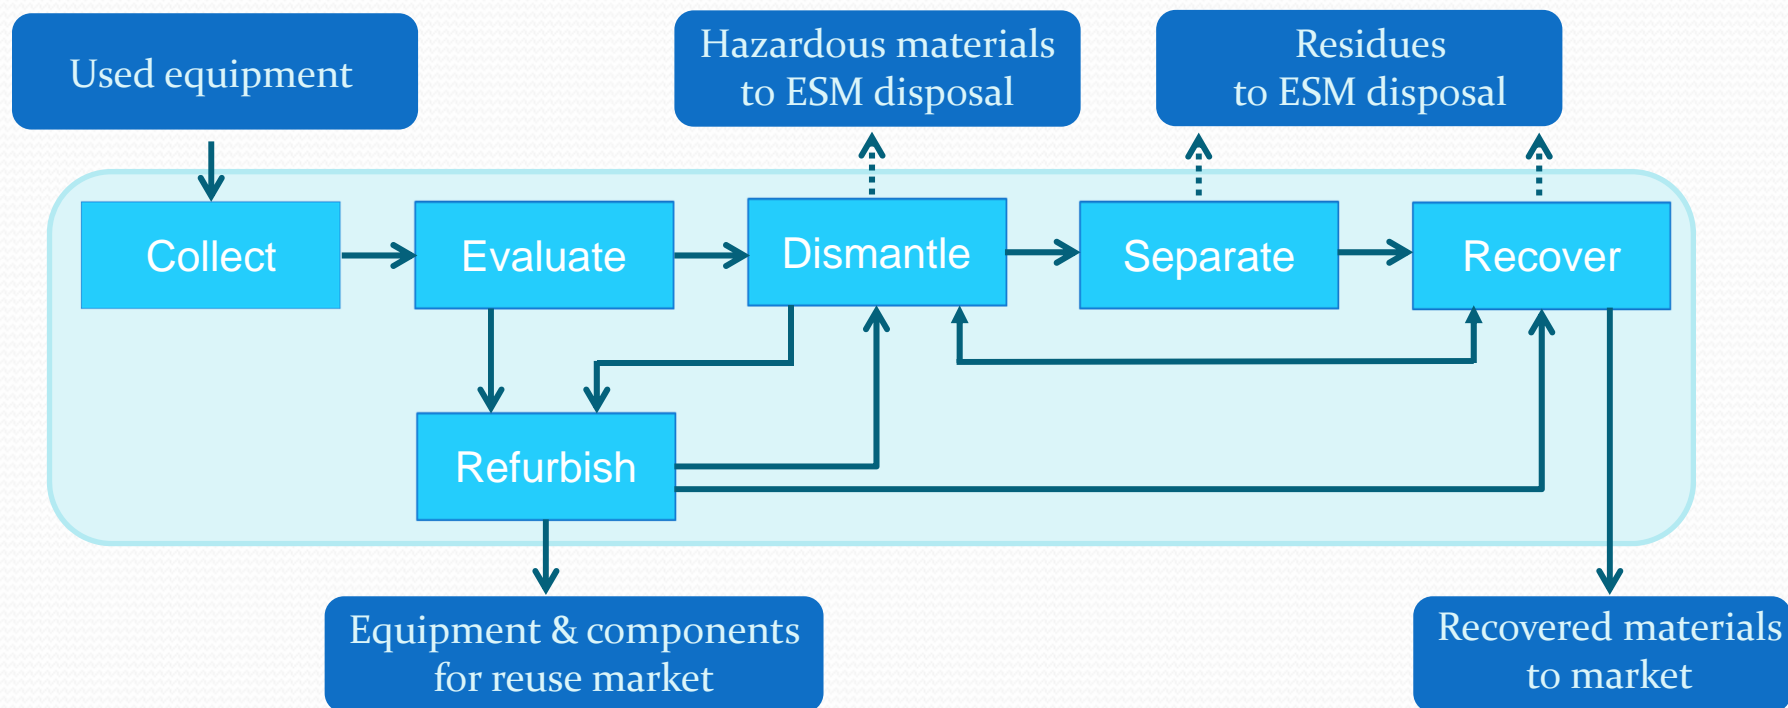 Used equipment
Hazardous materials
to ESM disposal
Residues
to ESM disposal
Collect
Evaluate
Dismantle
Separate
Recover
Refurbish
Equipment & components
for reuse market
Recovered materials
to market